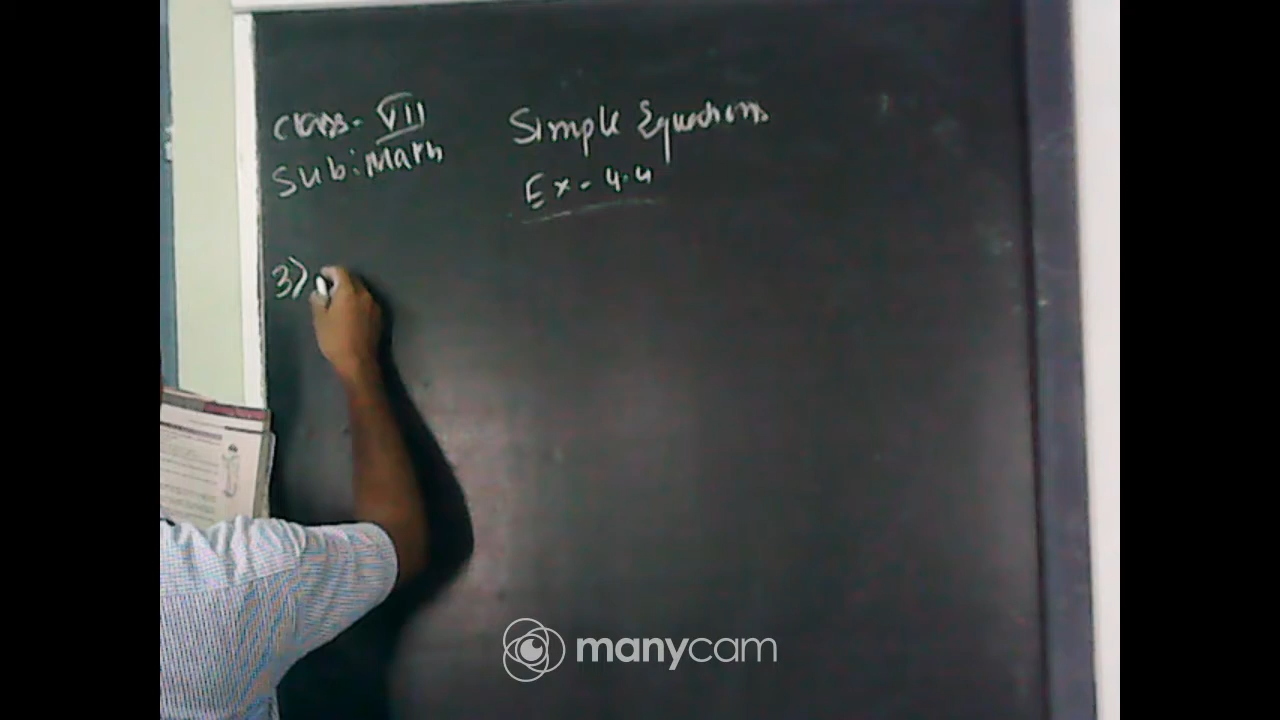 Class- VII
Sub: Math
Simple Equations
Ex- 4.4
3)
manycam